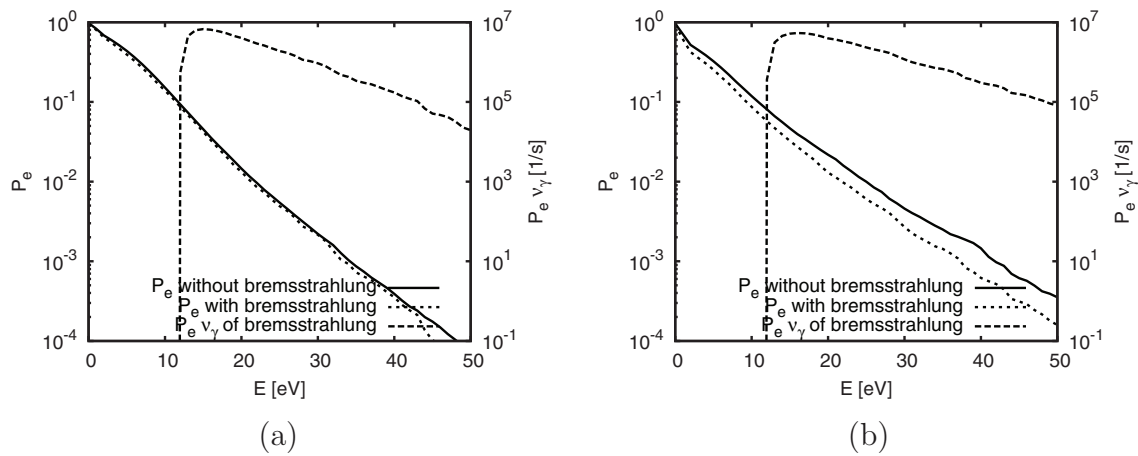 10^0
10^-1
10^-2
10^-3
10^-4
P_e
10^7
10^5
10^3
10^1
10^-1
P_e ν_γ [1/s]
P_e without bremsstrahlung
P_e with bremsstrahlung
P_e ν_γ of bremsstrahlung
0 10 20 30 40 50
E [eV]
(a)
10^0
10^-1
10^-2
10^-3
10^-4
P_e
10^7
10^5
10^3
10^1
10^-1
P_e ν_γ [1/s]
P_e without bremsstrahlung
P_e with bremsstrahlung
P_e ν_γ of bremsstrahlung
0 10 20 30 40 50
E [eV]
(b)